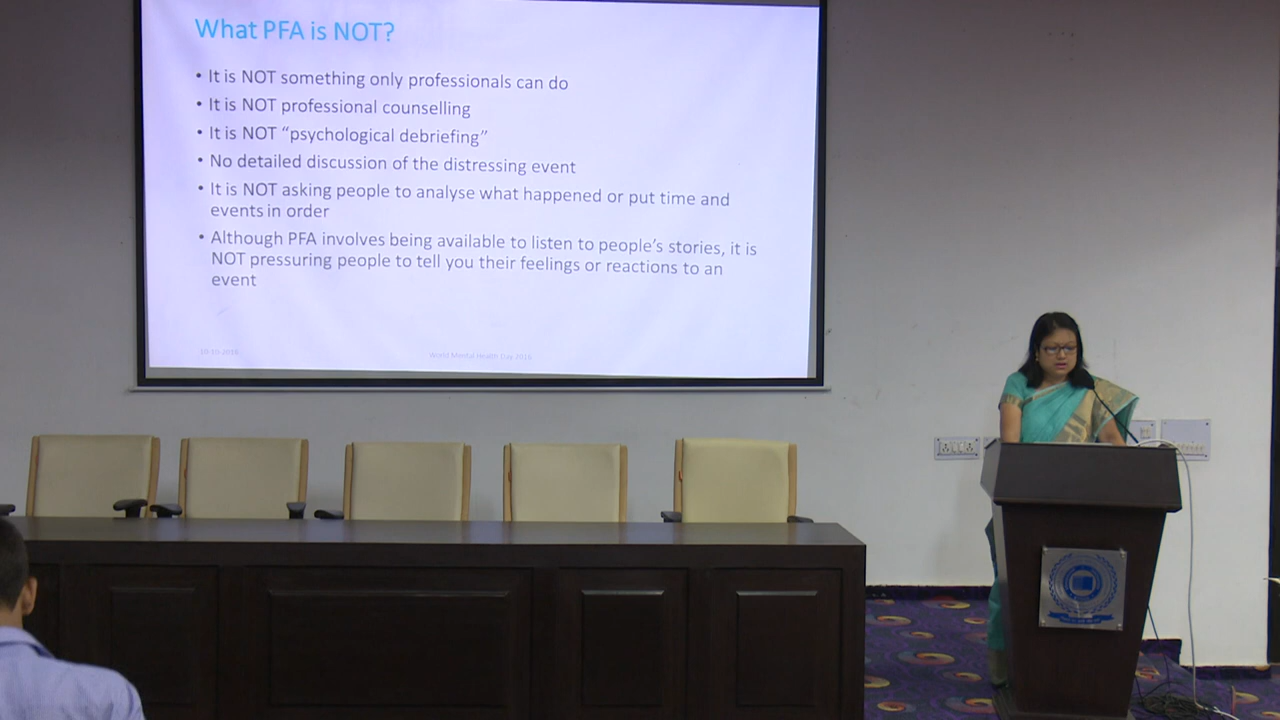 What PFA is NOT?
• It is NOT something only professionals can do
• It is NOT professional counselling
• It is NOT “psychological debriefing”
• No detailed discussion of the distressing event
• It is NOT asking people to analyse what happened or put time and
events in order
• Although PFA involves being available to listen to people’s stories, it is
NOT pressuring people to tell you their feelings or reactions to an
event
10-10-2016
World Mental Health Day 2016